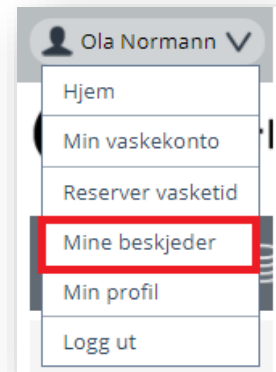 Ola Normann
Hjem
Min vaskekonto
Reserver vasketid
Mine beskjeder
Min profil
Logg ut